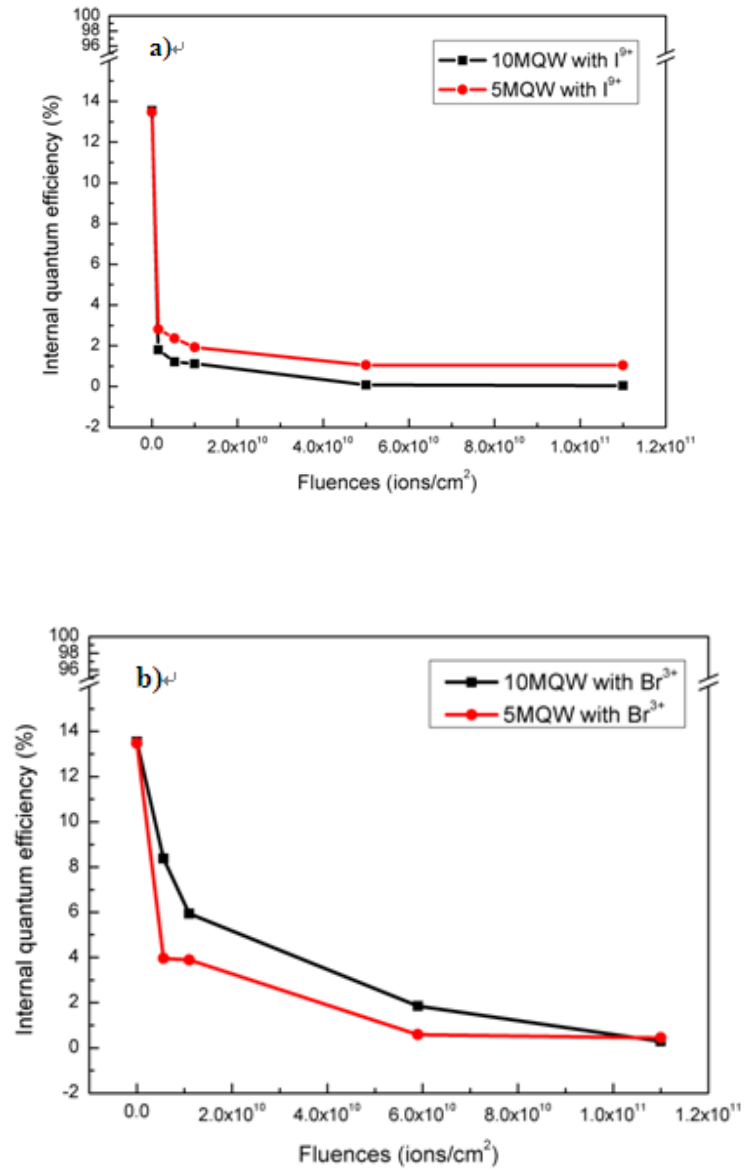 100
98
96
a)↵
10MQW with I⁹⁺
5MQW with I⁹⁺
14
12
10
8
6
4
2
0
-2
Internal quantum efficiency (%)
0.0 2.0x10¹⁰ 4.0x10¹⁰ 6.0x10¹⁰ 8.0x10¹⁰ 1.0x10¹¹ 1.2x10¹¹
Fluences (ions/cm²)
100
98
96
b)↵
10MQW with Br³⁺
5MQW with Br³⁺
14
12
10
8
6
4
2
0
-2
Internal quantum efficiency (%)
0.0 2.0x10¹⁰ 4.0x10¹⁰ 6.0x10¹⁰ 8.0x10¹⁰ 1.0x10¹¹ 1.2x10¹¹
Fluences (ions/cm²)